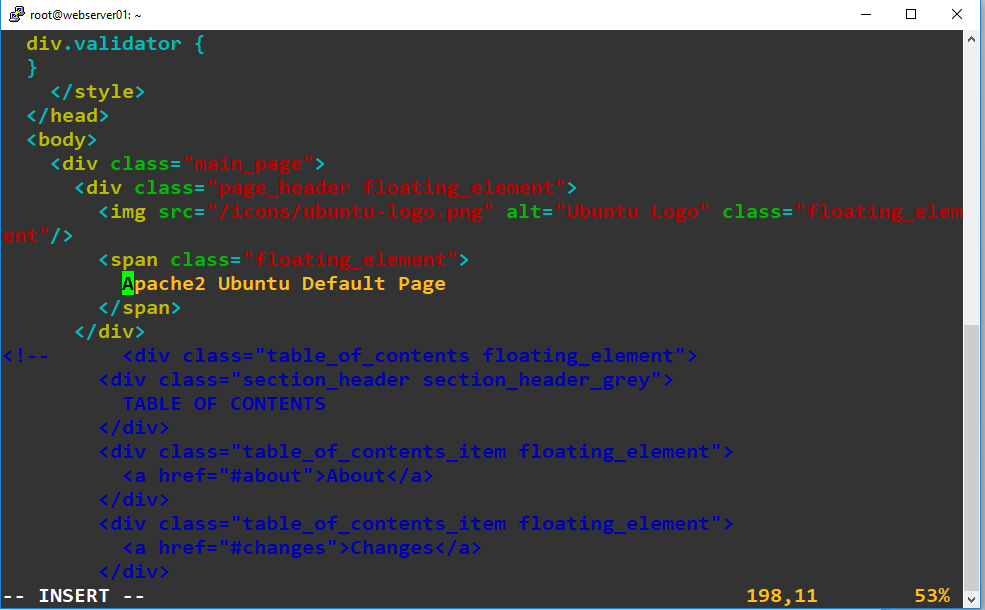 root@webserver01: ~
div.validator {
}
</style>
</head>
<body>
<div class="main_page">
<div class="page_header floating_element">
<img src="/icons/ubuntu-logo.png" alt="Ubuntu Logo" class="floating_elem
ent"/>
<span class="floating_element">
Apache2 Ubuntu Default Page
</span>
</div>
<!--      <div class="table_of_contents floating_element">
<div class="section_header section_header_grey">
TABLE OF CONTENTS
</div>
<div class="table_of_contents_item floating_element">
<a href="#about">About</a>
</div>
<div class="table_of_contents_item floating_element">
<a href="#changes">Changes</a>
</div>
-- INSERT -- 198,11 53%